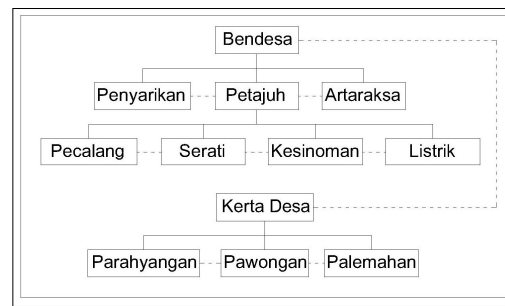 Bendesa
Penyarikan Petajuh Artaraksa
Pecalang Serati Kesinoman Listrik
Kerta Desa
Parahyangan Pawongan Palemahan